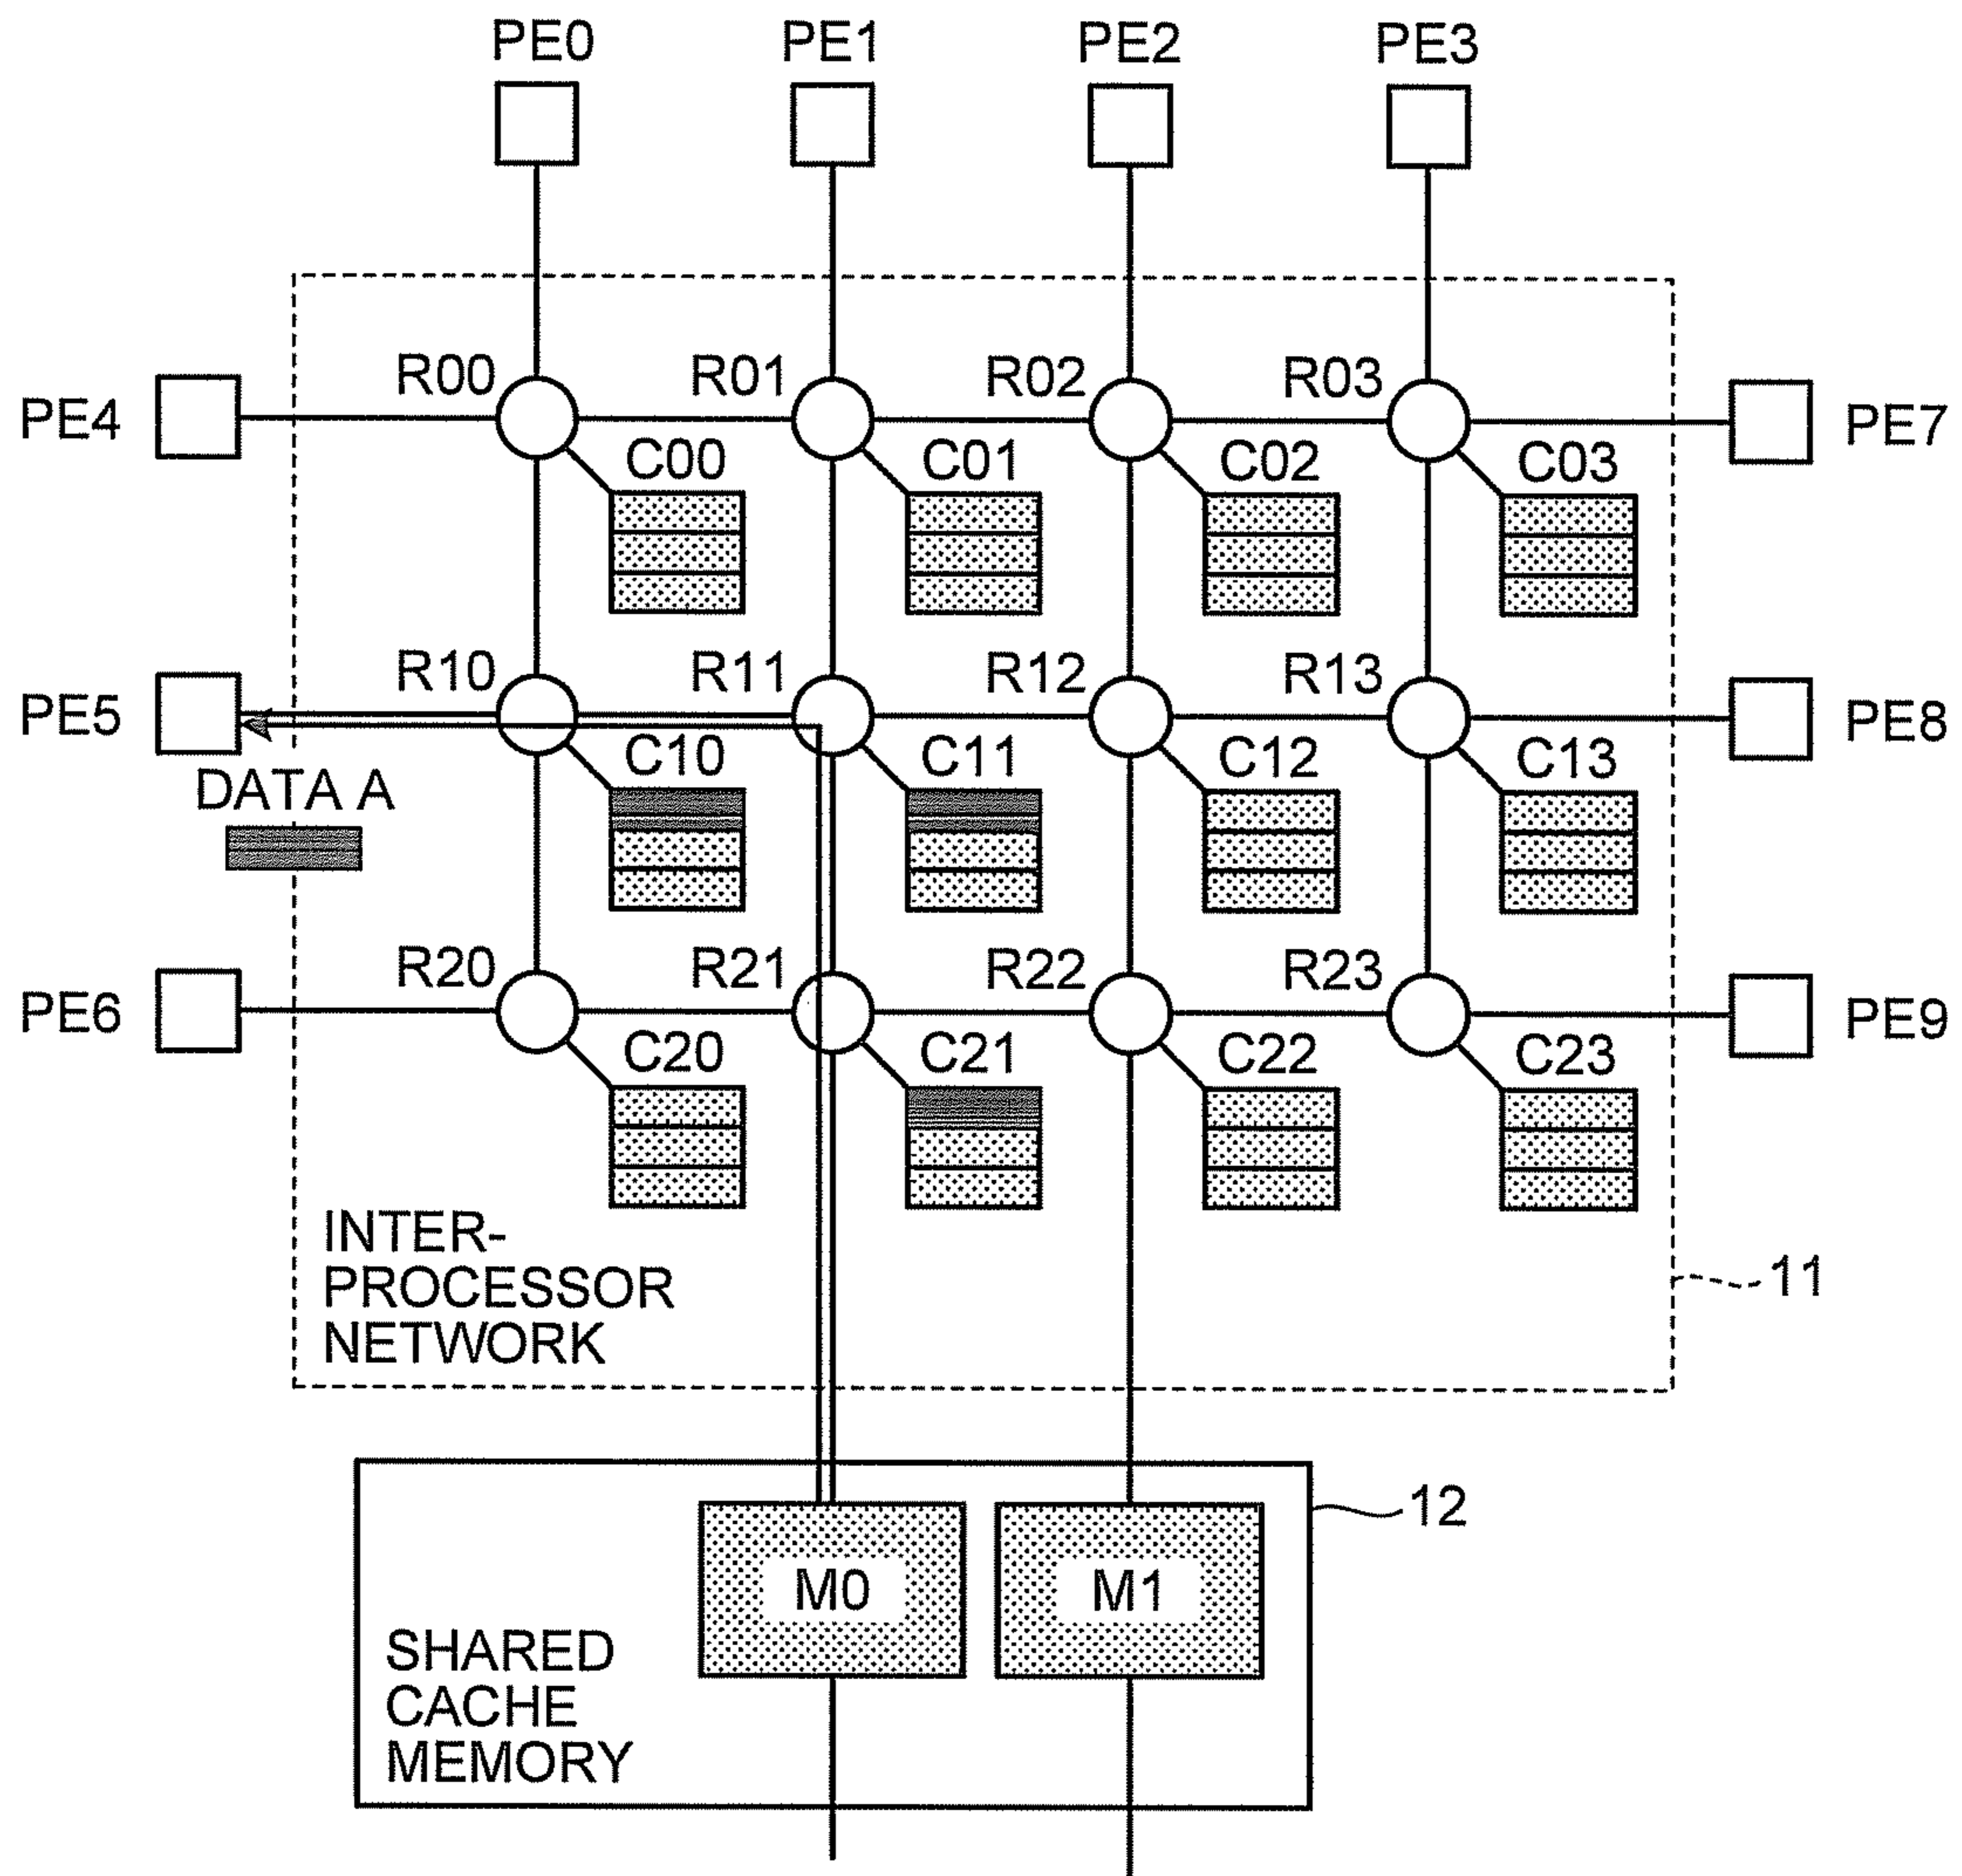 PE0 PE1 PE2 PE3
R00 R01 R02 R03
PE4 PE7
C00 C01 C02 C03
R10 R11 R12 R13
PE5 PE8
C10 C11 C12 C13
DATA A
R20 R21 R22 R23
PE6 PE9
C20 C21 C22 C23
INTER-
PROCESSOR
NETWORK
11
12
M0 M1
SHARED
CACHE
MEMORY